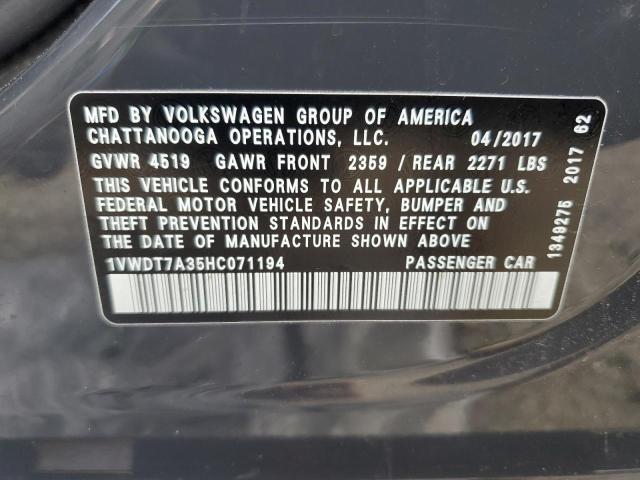 MFD BY VOLKSWAGEN GROUP OF AMERICA
CHATTANOOGA OPERATIONS, LLC. 04/2017
GVWR 4519 GAWR FRONT 2359 / REAR 2271 LBS
THIS VEHICLE CONFORMS TO ALL APPLICABLE U.S.
FEDERAL MOTOR VEHICLE SAFETY, BUMPER AND
THEFT PREVENTION STANDARDS IN EFFECT ON
THE DATE OF MANUFACTURE SHOWN ABOVE
1VWDT7A35HC071194 PASSENGER CAR
1349275 2017 62